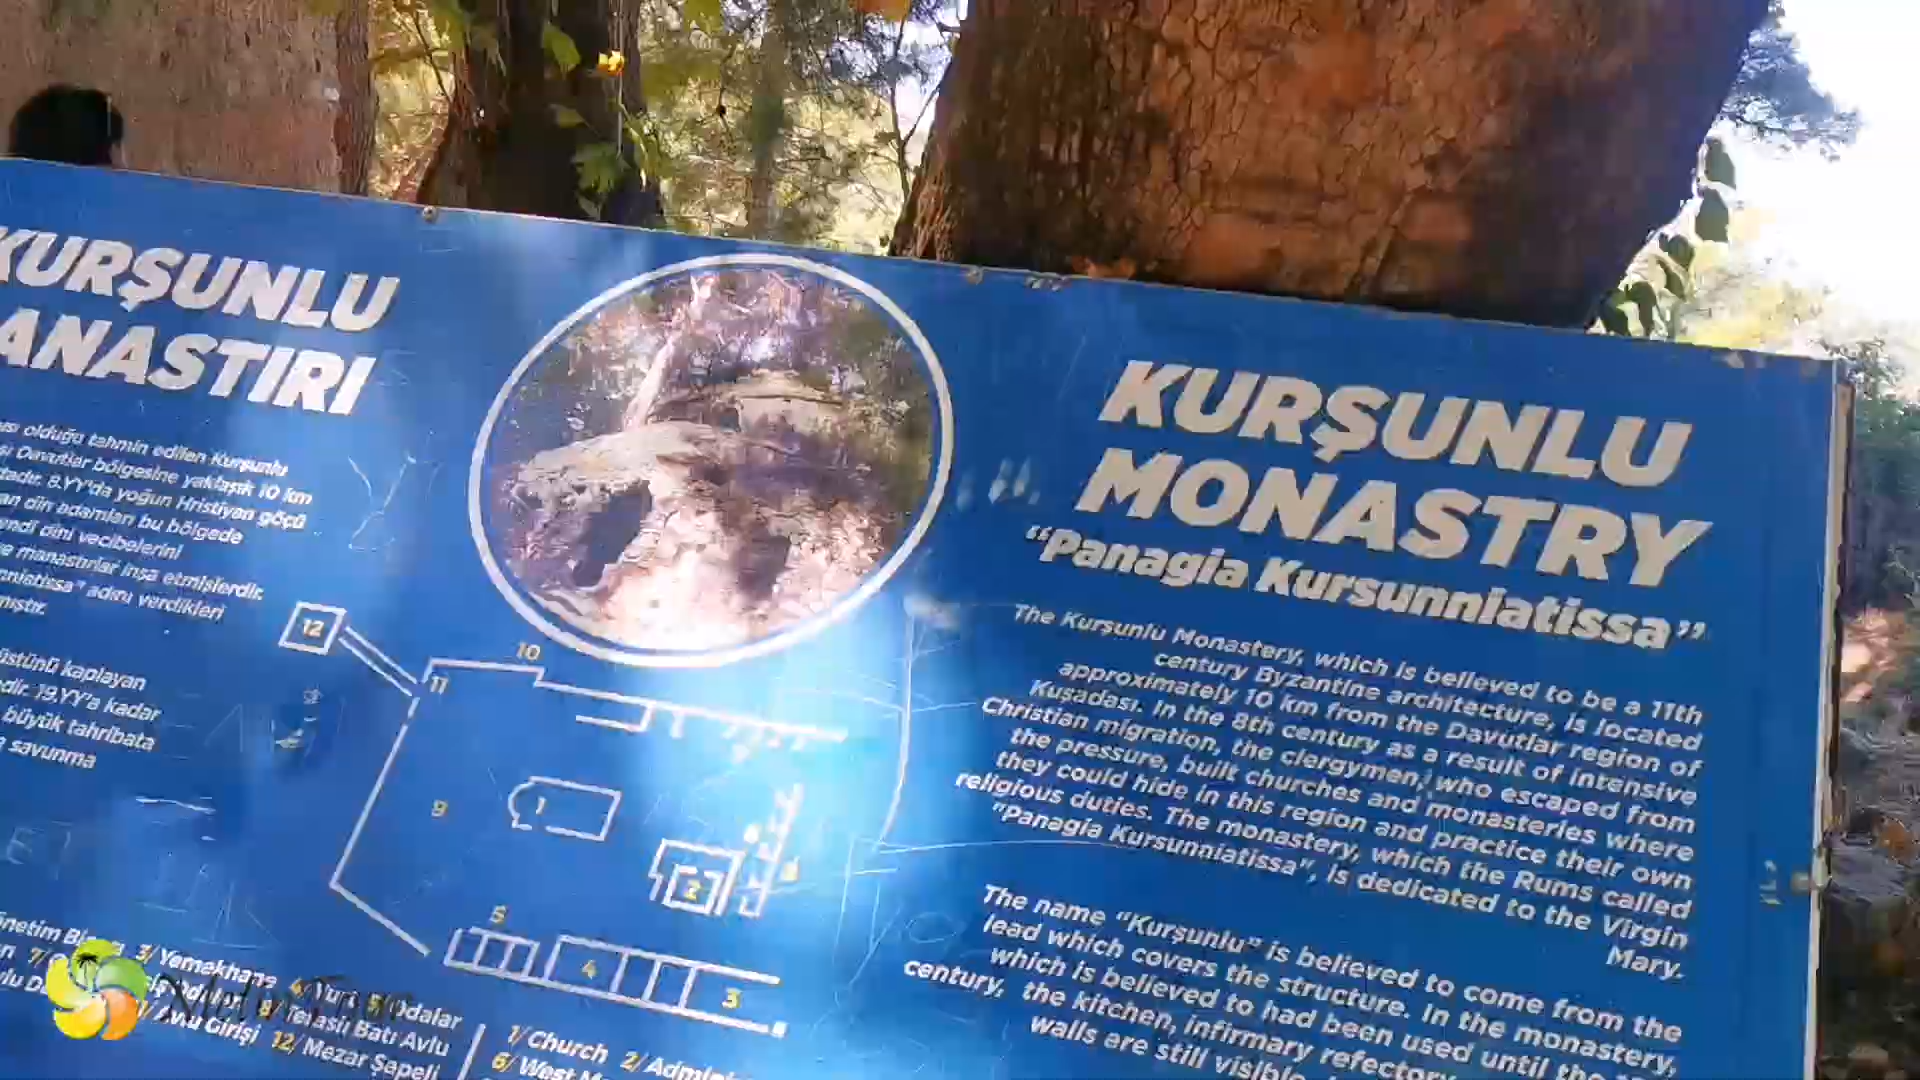 KURŞUNLU
ANASTIRI
olduğu tahmin edilen Kurşunlu
Davutlar bölgesine yaklaşık 10 km
8.YY'da yoğun Hristiyan göçü
din adamları bu bölgede
dini vecibelerini
manastırlar inşa etmişlerdir.
adını verdikleri
üstünü kaplayan
19.YY'a kadar
büyük tahribata
savunma
12
10
11
9
1
2
5
4
3
3/ Yemekhane
Odalar
Avlu Girişi 8/ Teraslı Batı Avlu
12/ Mezar Şapeli
KURŞUNLU
MONASTRY
"Panagia Kursunniatissa"
The Kurşunlu Monastery, which is believed to be a 11th
century Byzantine architecture, is located
approximately 10 km from the Davutlar region of
Kuşadası. In the 8th century as a result of intensive
Christian migration, the clergymen, who escaped from
the pressure, built churches and monasteries where
they could hide in this region and practice their own
religious duties. The monastery, which the Rums called
"Panagia Kursunniatissa", is dedicated to the Virgin
Mary.
The name "Kurşunlu" is believed to come from the
lead which covers the structure. In the monastery,
which is believed to had been used until the
century, the kitchen, infirmary refectory
walls are still visible
1/ Church 2/
6/ West